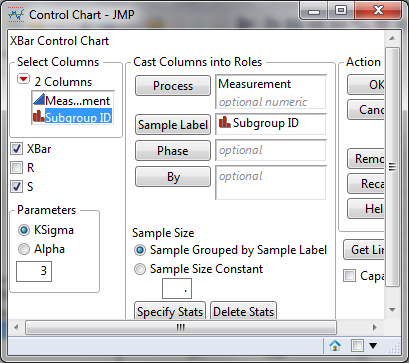 Control Chart - JMP
XBar Control Chart
Select Columns
2 Columns
Meas...ment
Subgroup ID
XBar
R
S
Parameters
KSigma
Alpha
3
Cast Columns into Roles
Process
Measurement
optional numeric
Sample Label
Subgroup ID
Phase
optional
By
optional
Sample Size
Sample Grouped by Sample Label
Sample Size Constant
.
Specify Stats
Delete Stats
Action
OK
Canc
Remo
Reca
Hel
Get Lim
Capa